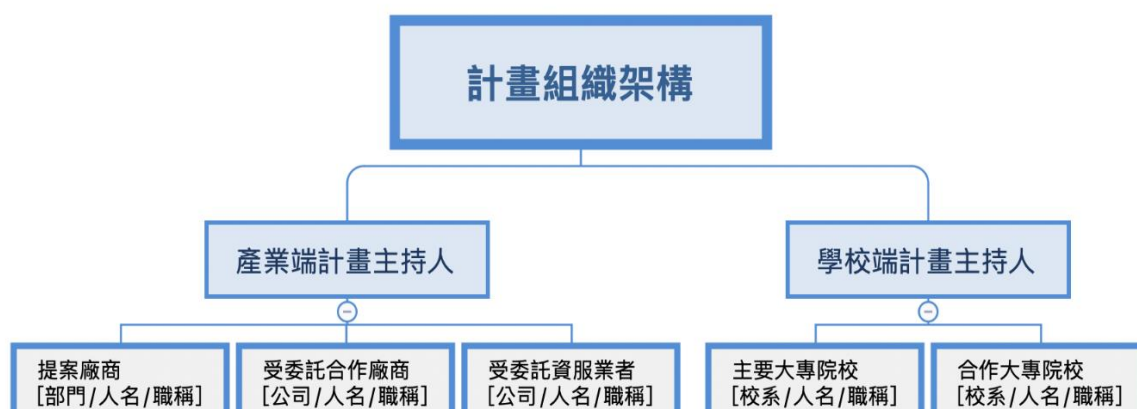 計畫組織架構
產業端計畫主持人
學校端計畫主持人
提案廠商
[部門/人名/職稱]
受委託合作廠商
[公司/人名/職稱]
受委託資服業者
[公司/人名/職稱]
主要大專院校
[校系/人名/職稱]
合作大專院校
[校系/人名/職稱]